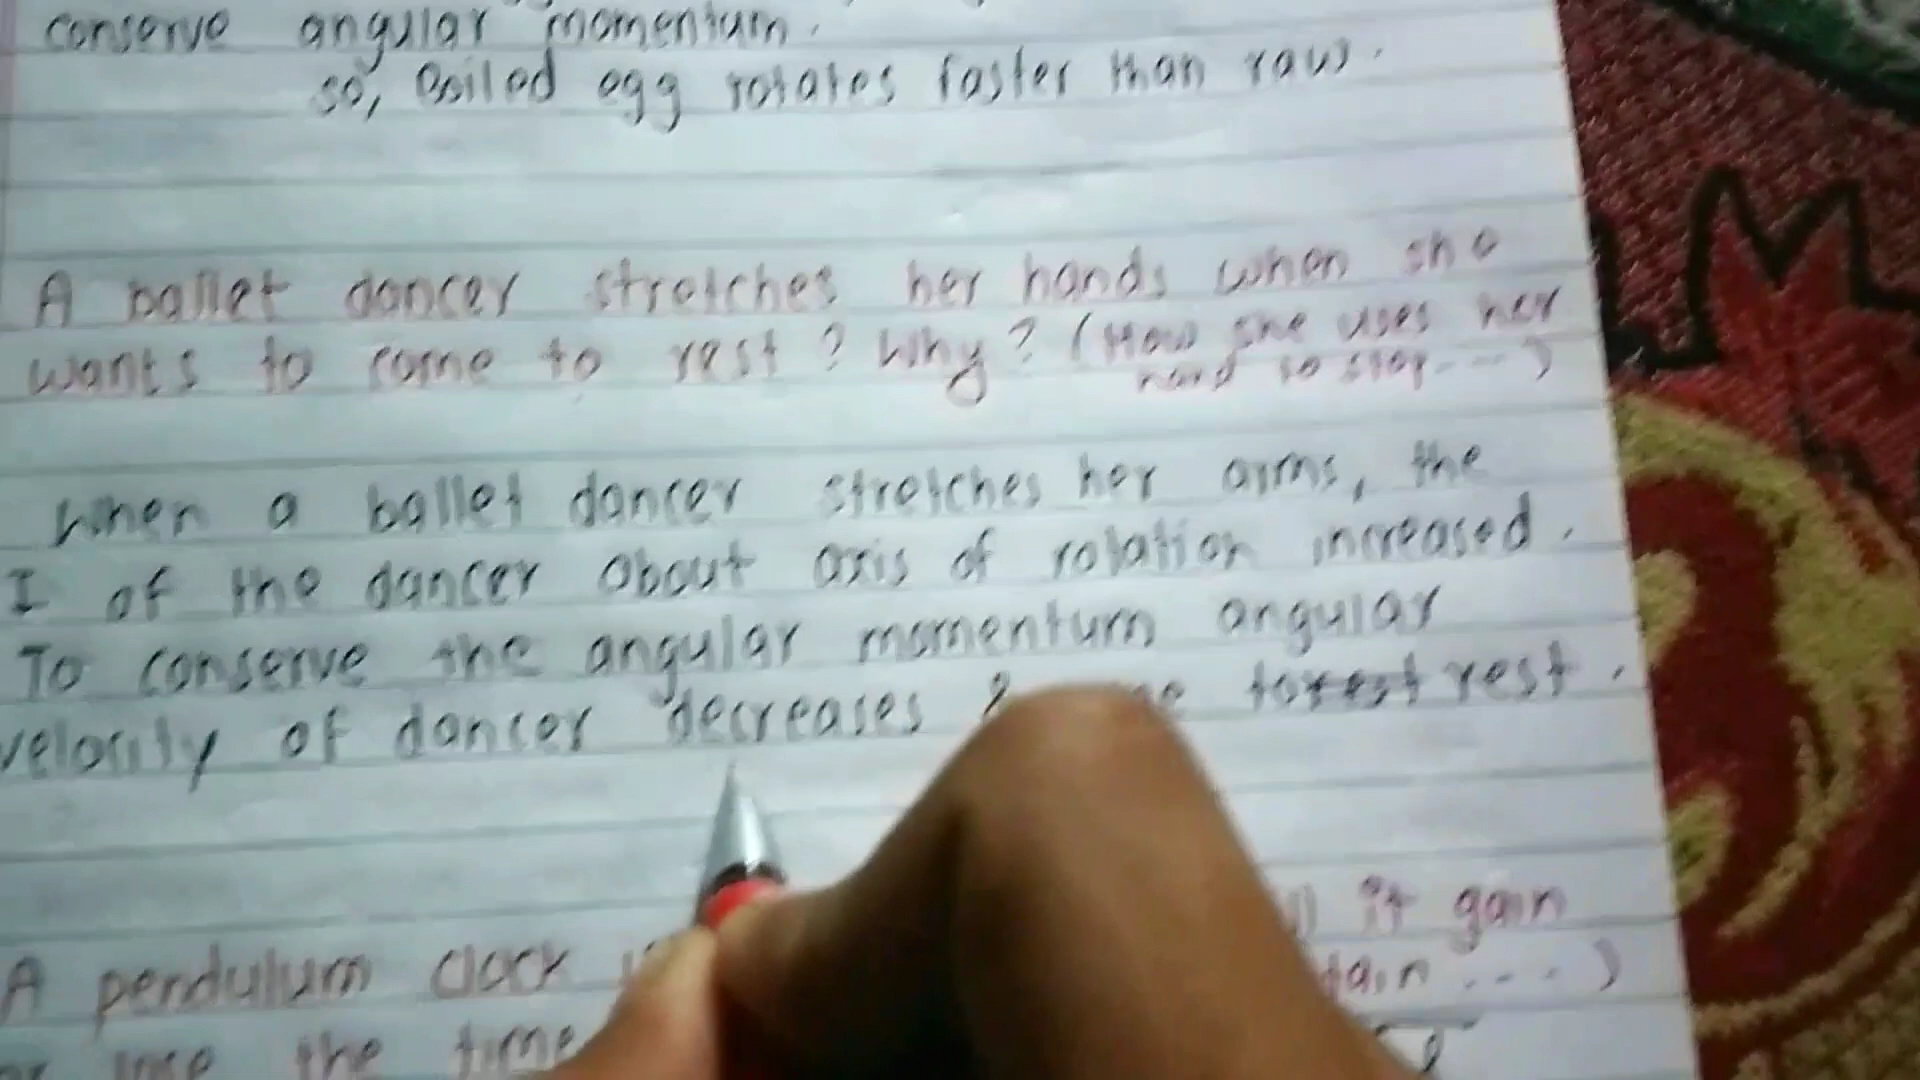 conserve angular momentum.
so, Boiled egg rotates faster than raw.
A ballet dancer stretches her hands when she
wants to come to rest? Why? (How she uses her
hand to stop....)
When a ballet dancer stretches her arms, the
I of the dancer about axis of rotation increased.
To conserve the angular momentum angular
velocity of dancer decreases & to rest rest.
A pendulum clock it gain
the time